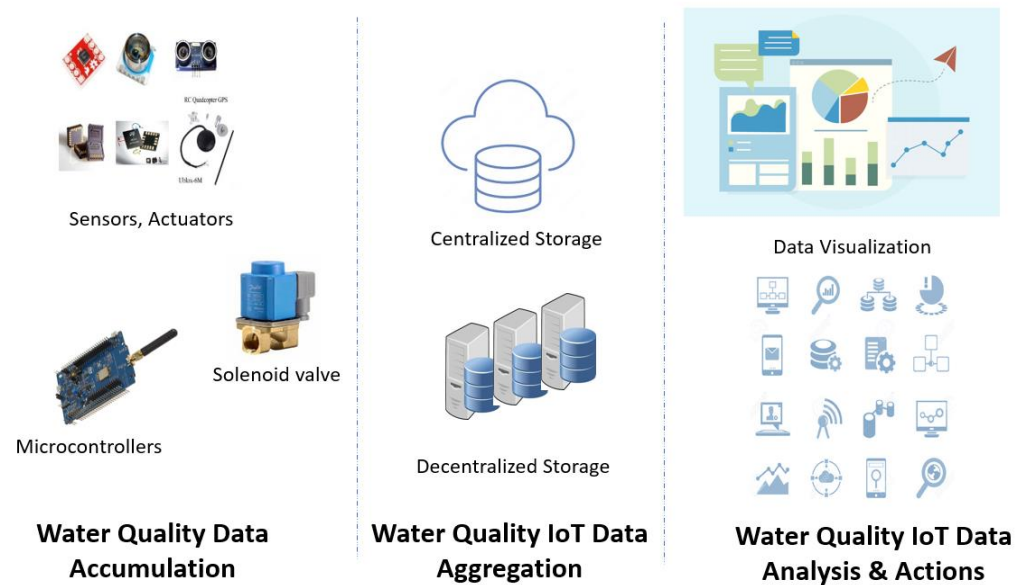 RC Quadcopter GPS
Ublox-6M
Sensors, Actuators
Solenoid valve
Microcontrollers
Water Quality Data
Accumulation
Centralized Storage
Decentralized Storage
Water Quality IoT Data
Aggregation
Data Visualization
Water Quality IoT Data
Analysis & Actions